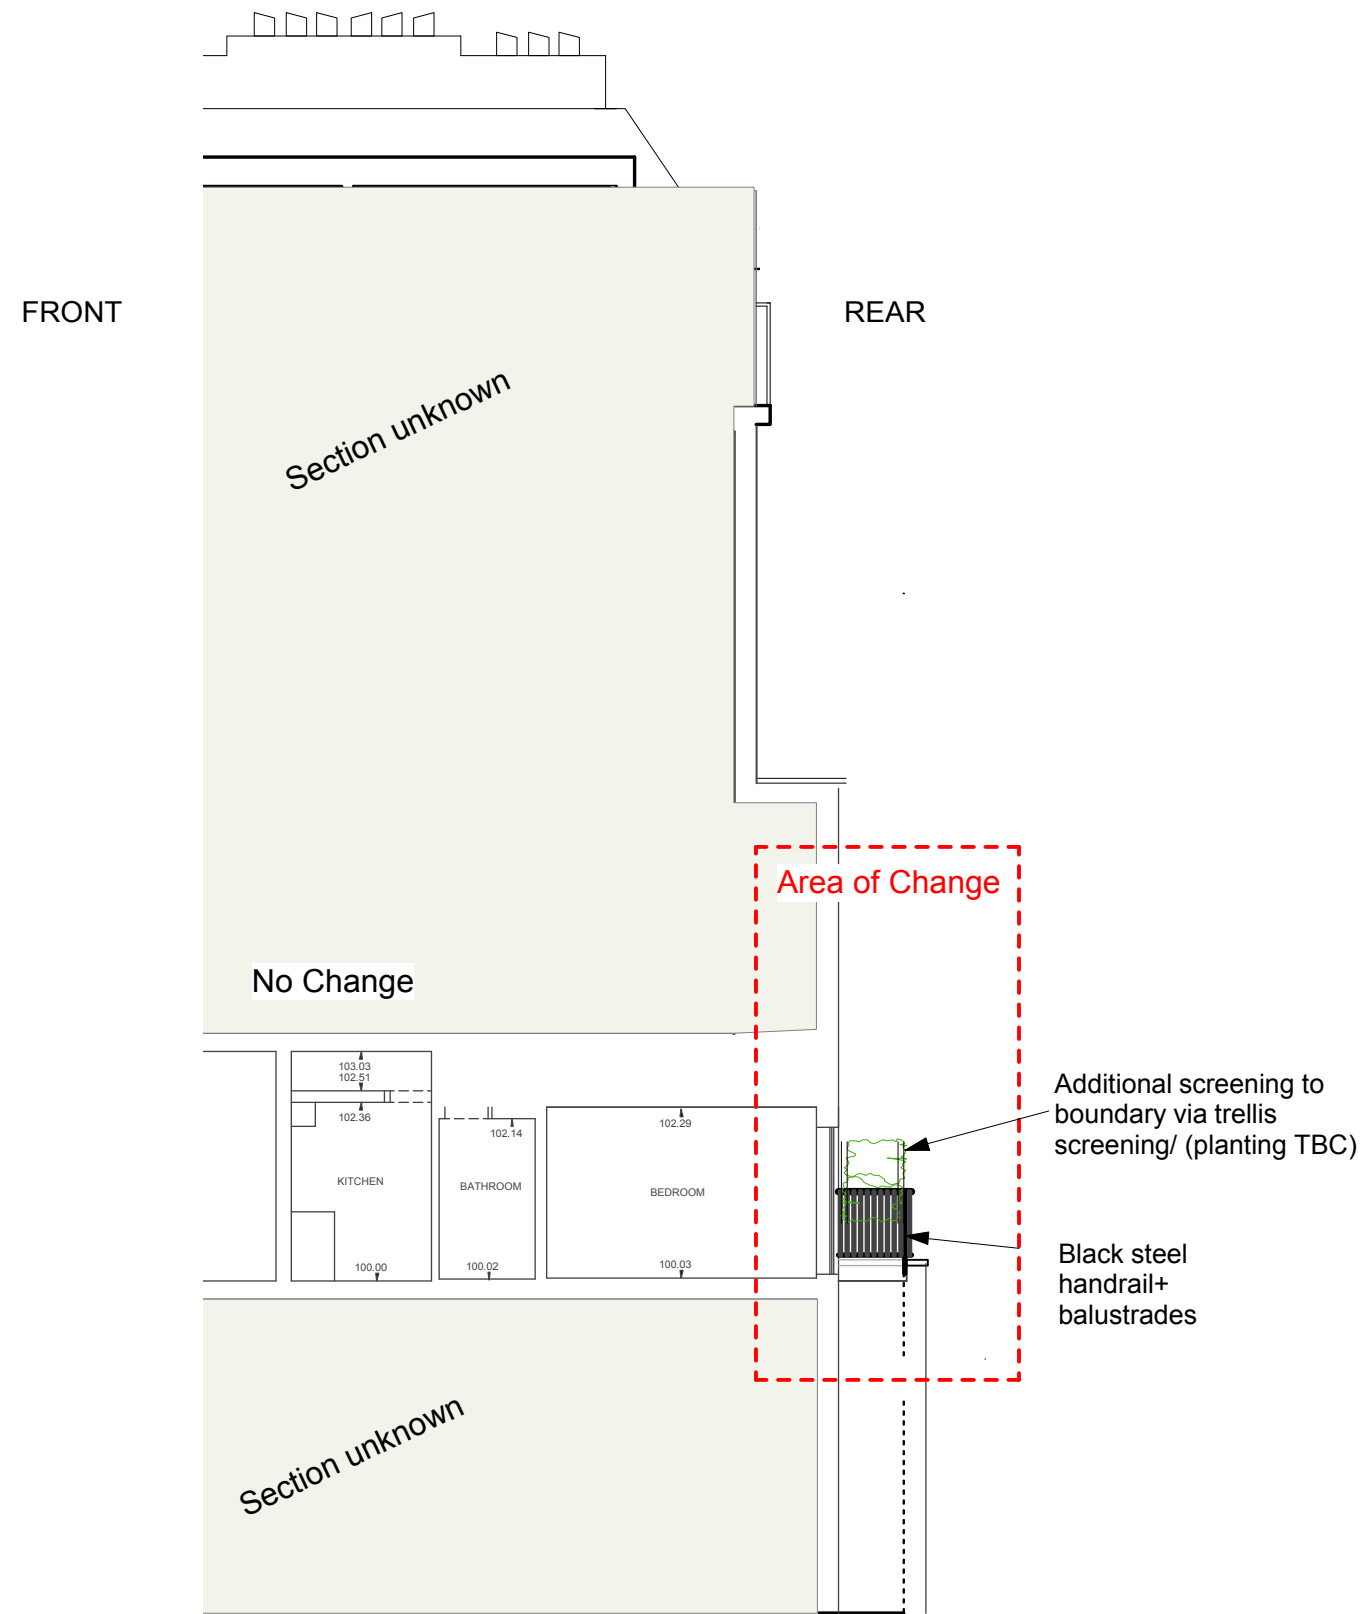 FRONT
REAR
Section unknown
Area of Change
No Change
103.03
102.51
102.36
102.14
102.29
KITCHEN
BATHROOM
BEDROOM
100.00
100.02
100.03
Additional screening to
boundary via trellis
screening/ (planting TBC)
Black steel
handrail+
balustrades
Section unknown